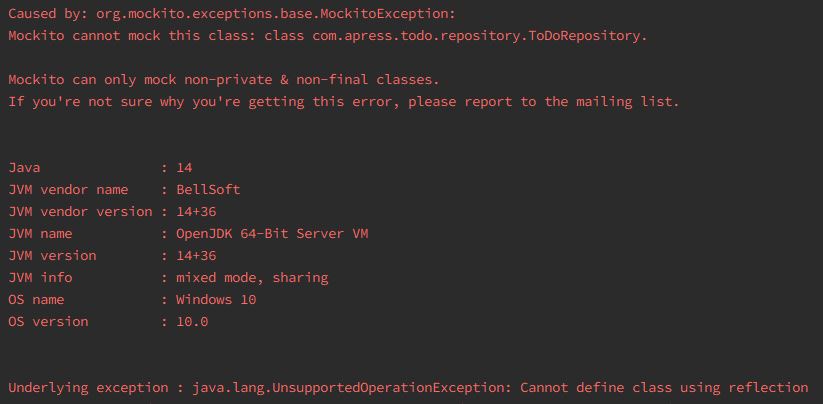 Caused by: org.mockito.exceptions.base.MockitoException:
Mockito cannot mock this class: class com.apress.todo.repository.ToDoRepository.
Mockito can only mock non-private & non-final classes.
If you're not sure why you're getting this error, please report to the mailing list.
Java               : 14
JVM vendor name    : BellSoft
JVM vendor version : 14+36
JVM name           : OpenJDK 64-Bit Server VM
JVM version        : 14+36
JVM info           : mixed mode, sharing
OS name            : Windows 10
OS version         : 10.0
Underlying exception : java.lang.UnsupportedOperationException: Cannot define class using reflection